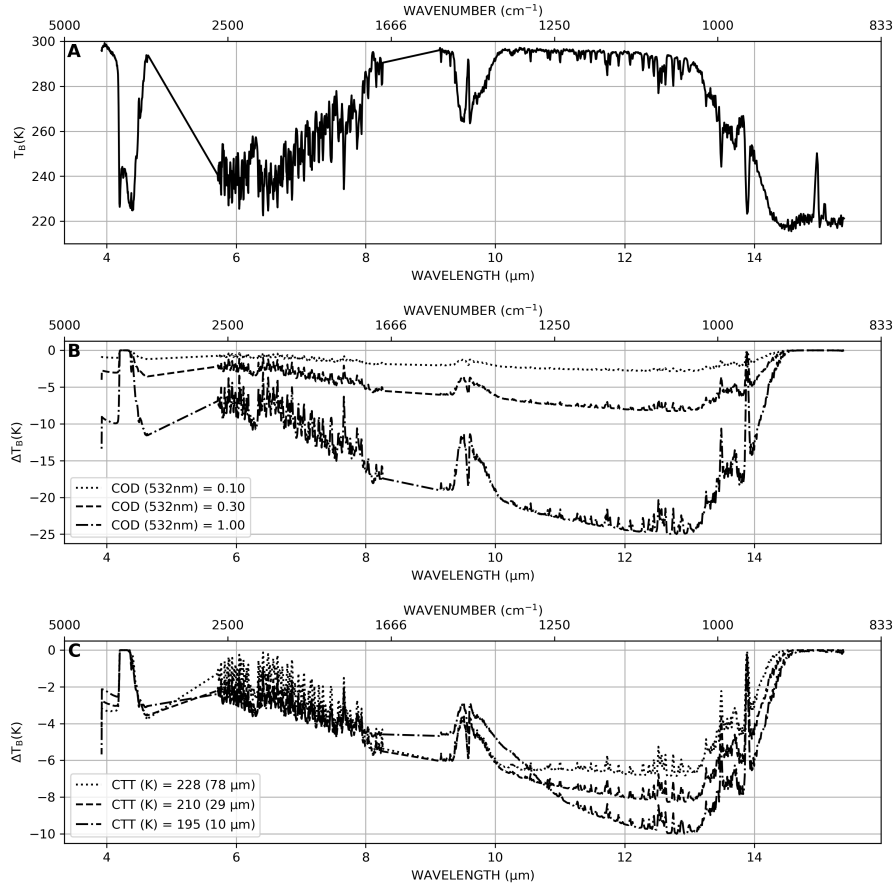 WAVENUMBER (cm⁻¹)
5000 2500 1666 1250 1000 833
A
300
280
260
240
220
T_B(K)
4 6 8 10 12 14
WAVELENGTH (μm)
WAVENUMBER (cm⁻¹)
5000 2500 1666 1250 1000 833
B
0
−5
−10
−15
−20
−25
ΔT_B(K)
COD (532nm) = 0.10
COD (532nm) = 0.30
COD (532nm) = 1.00
4 6 8 10 12 14
WAVELENGTH (μm)
WAVENUMBER (cm⁻¹)
5000 2500 1666 1250 1000 833
C
0
−2
−4
−6
−8
−10
ΔT_B(K)
CTT (K) = 228 (78 μm)
CTT (K) = 210 (29 μm)
CTT (K) = 195 (10 μm)
4 6 8 10 12 14
WAVELENGTH (μm)